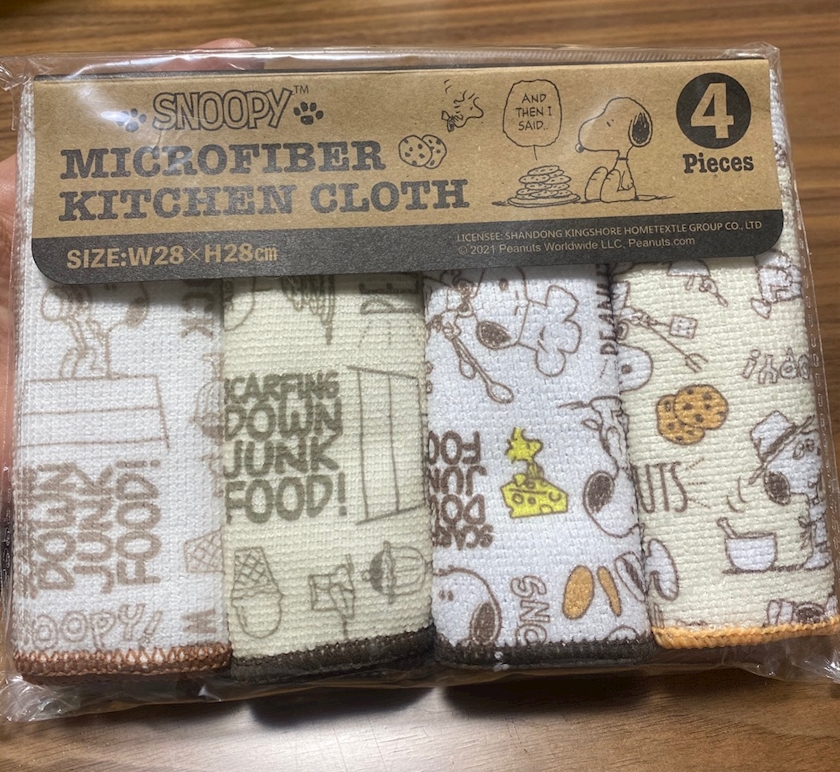 SNOOPY™
MICROFIBER
KITCHEN CLOTH
SIZE:W28×H28cm
AND
THEN I
SAID..
4
Pieces
LICENSEE: SHANDONG KINGSHORE HOMETEXTILE GROUP CO., LTD
© 2021 Peanuts Worldwide LLC, Peanuts.com
DOWN
JUNK
FOOD!
SCARFING
DOWN
JUNK
FOOD!